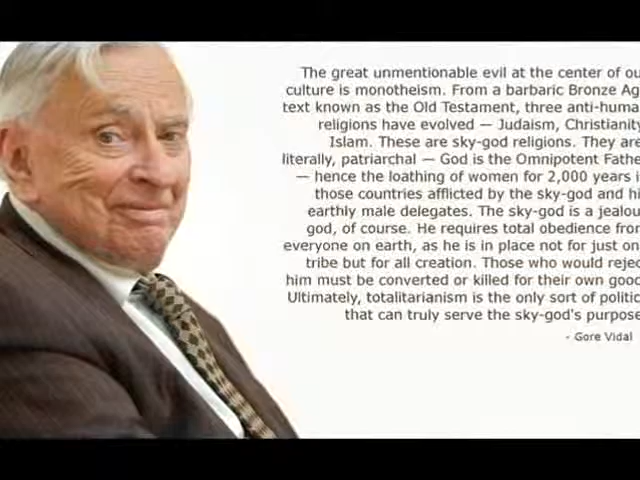 The great unmentionable evil at the center of ou
culture is monotheism. From a barbaric Bronze Ag
text known as the Old Testament, three anti-huma
religions have evolved — Judaism, Christianity
Islam. These are sky-god religions. They are
literally, patriarchal — God is the Omnipotent Fathe
— hence the loathing of women for 2,000 years i
those countries afflicted by the sky-god and hi
earthly male delegates. The sky-god is a jealou
god, of course. He requires total obedience fro
everyone on earth, as he is in place not for just on
tribe but for all creation. Those who would rejec
him must be converted or killed for their own good
Ultimately, totalitarianism is the only sort of politic
that can truly serve the sky-god's purpose
- Gore Vidal